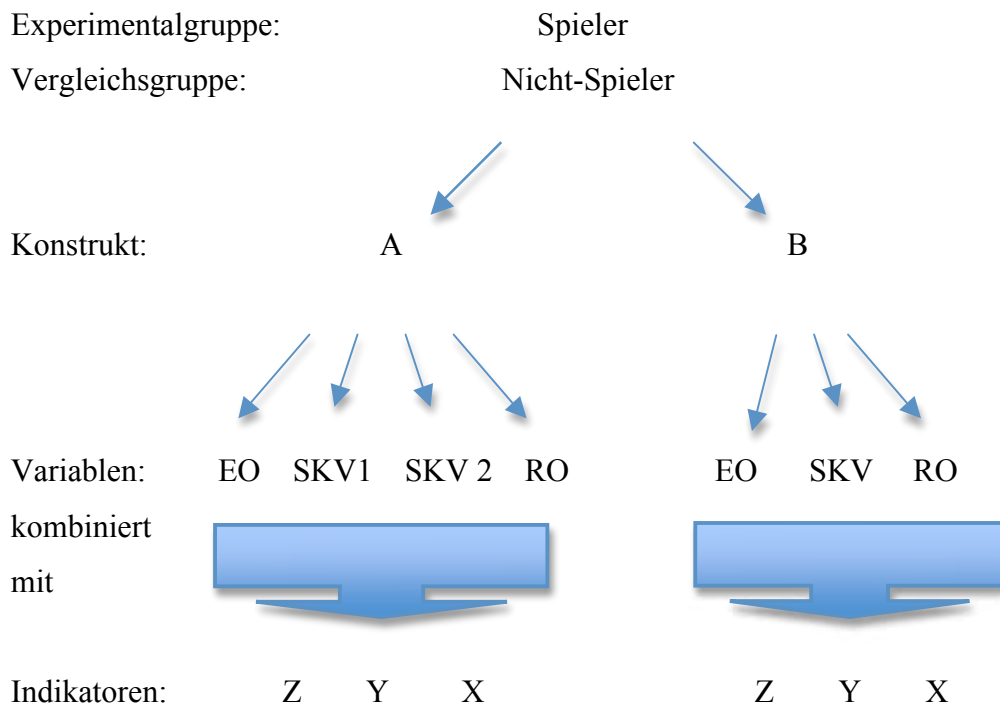 Experimentalgruppe: Spieler
Vergleichsgruppe: Nicht-Spieler
Konstrukt: A B
Variablen: EO SKV1 SKV 2 RO EO SKV RO
kombiniert
mit
Indikatoren: Z Y X Z Y X